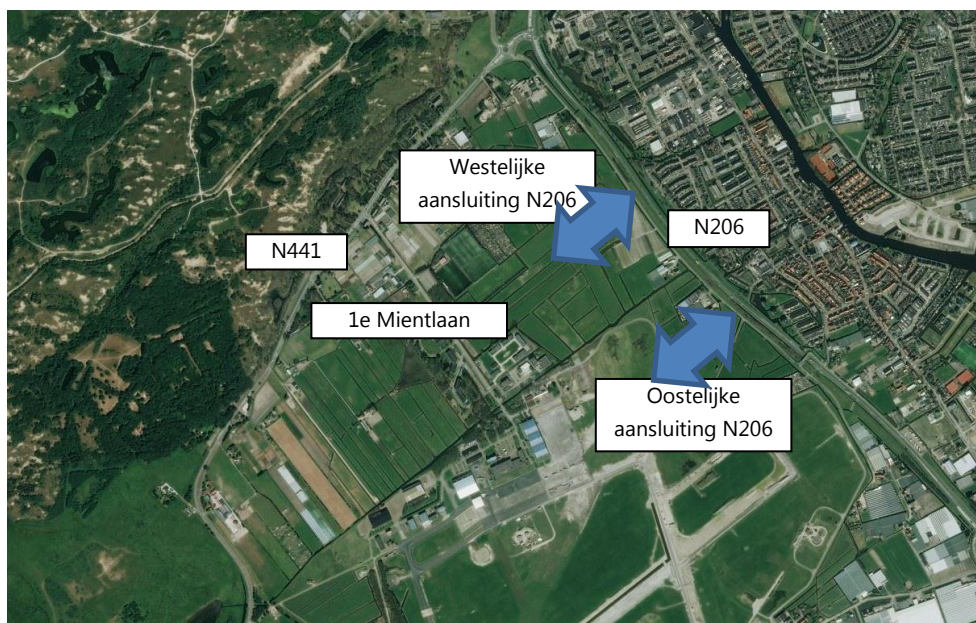 Westelijke
aansluiting N206
N206
N441
1e Mientlaan
Oostelijke
aansluiting N206